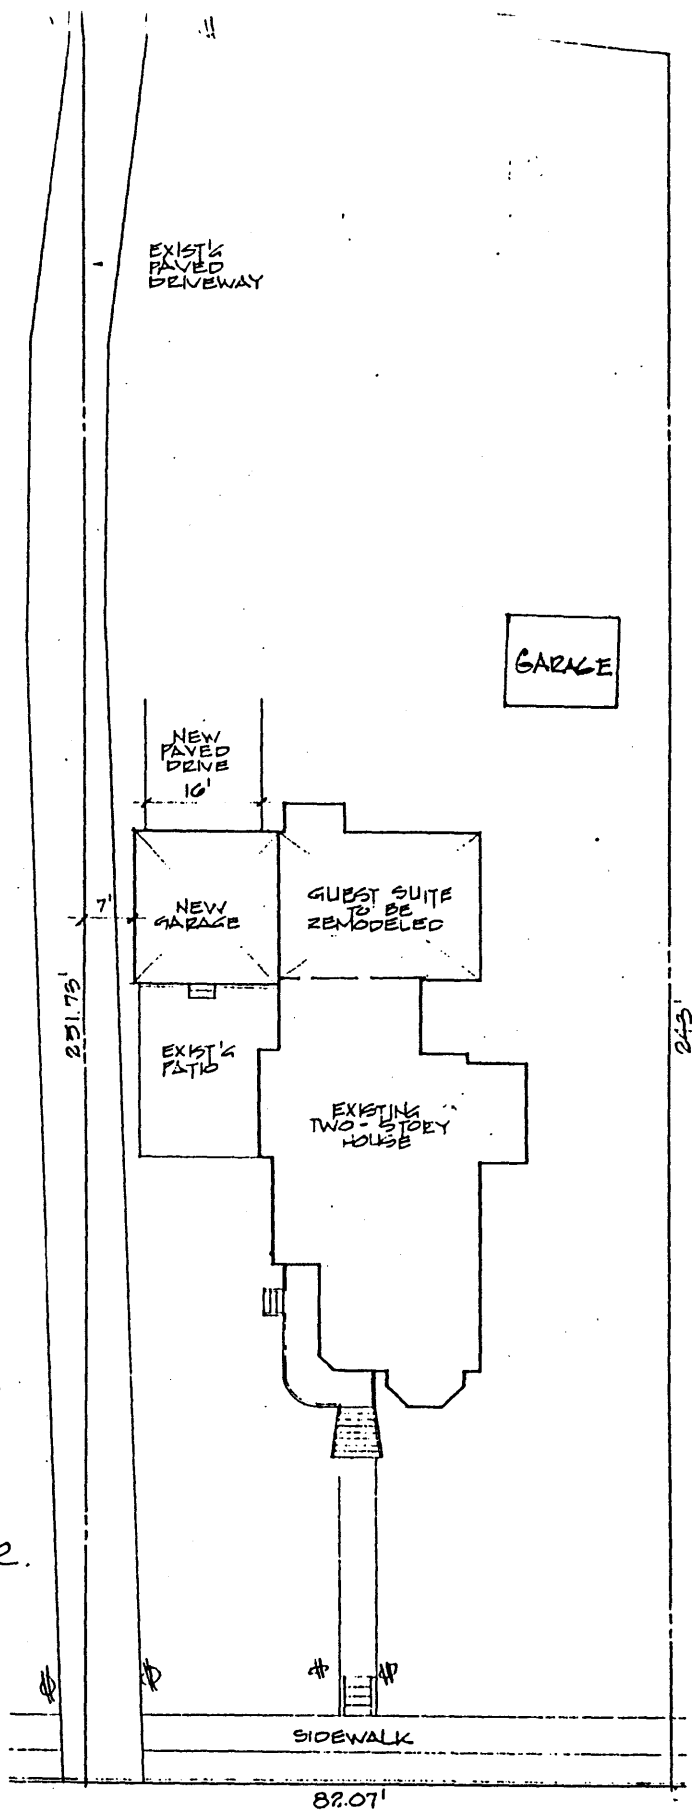 EXIST'G
PAVED
DRIVEWAY
GARAGE
NEW
PAVED
DRIVE
16'
7'
NEW
GARAGE
GUEST SUITE
TO BE
REMODELED
231.73'
243'
EXIST'G
PATIO
EXISTING
TWO-STORY
HOUSE
SIDEWALK
82.07'